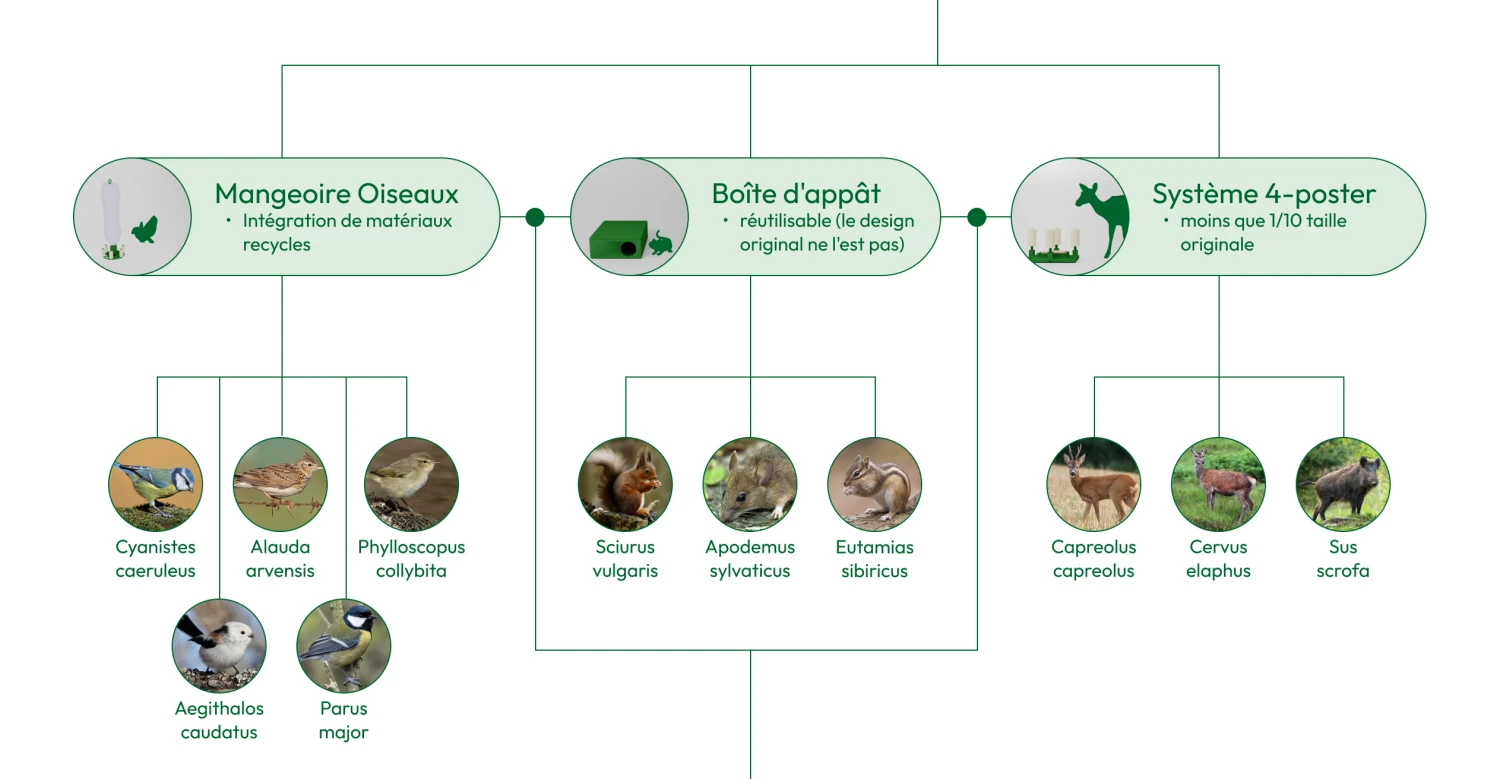 Mangeoire Oiseaux
• Intégration de matériaux
recycles
Boîte d'appât
• réutilisable (le design
original ne l'est pas)
Système 4-poster
• moins que 1/10 taille
originale
Cyanistes
caeruleus
Alauda
arvensis
Phylloscopus
collybita
Aegithalos
caudatus
Parus
major
Sciurus
vulgaris
Apodemus
sylvaticus
Eutamias
sibiricus
Capreolus
capreolus
Cervus
elaphus
Sus
scrofa